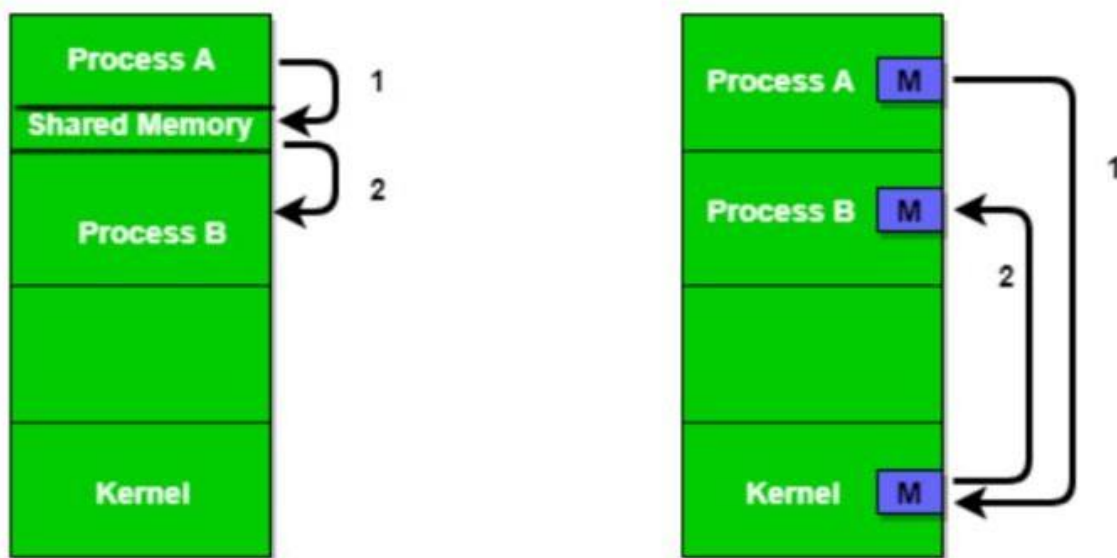 Process A
1
Shared Memory
2
Process B
Kernel
Process A
M
1
Process B
M
2
Kernel
M